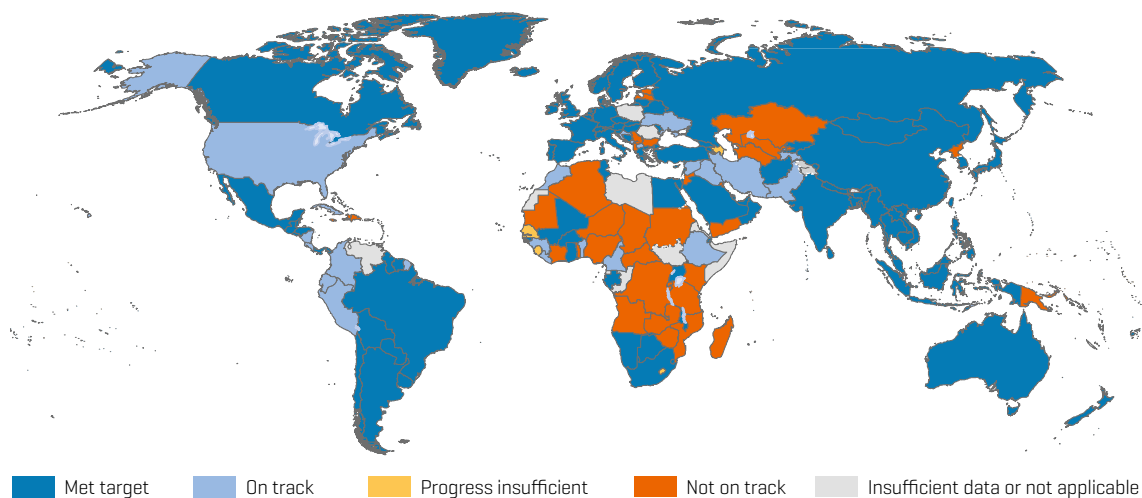 Met target On track Progress insufficient Not on track Insufficient data or not applicable